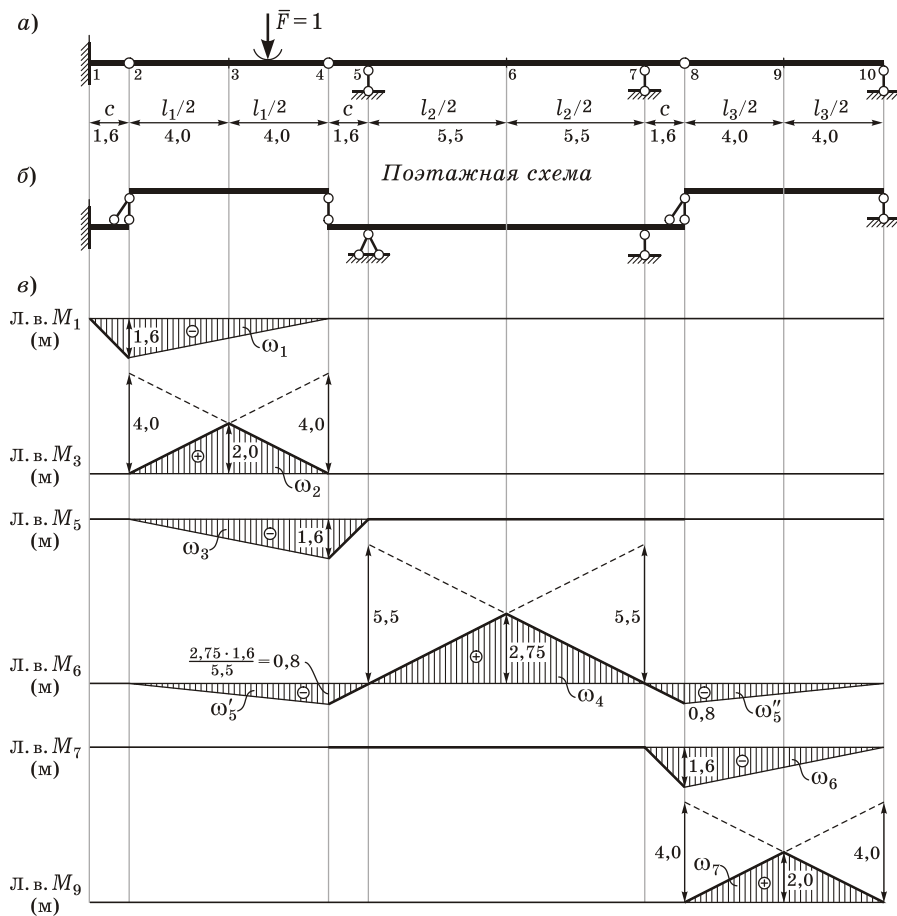 а)
F̅ = 1
1 2 3 4 5 6 7 8 9 10
c l₁/2 l₁/2 c l₂/2 l₂/2 c l₃/2 l₃/2
1,6 4,0 4,0 1,6 5,5 5,5 1,6 4,0 4,0
б)
Поэтажная схема
в)
Л. в. M₁
(м)
1,6 ⊖ ω₁
4,0 4,0
Л. в. M₃
(м)
⊕ 2,0 ω₂
Л. в. M₅
(м)
ω₃ ⊖ 1,6
5,5 5,5
2,75 · 1,6
5,5
= 0,8
⊕ 2,75
Л. в. M₆
(м)
ω₅′ ⊖ ω₄ 0,8 ⊖ ω₅″
Л. в. M₇
(м)
1,6 ⊖ ω₆
4,0 ω₇ 4,0
Л. в. M₉
(м)
⊕ 2,0